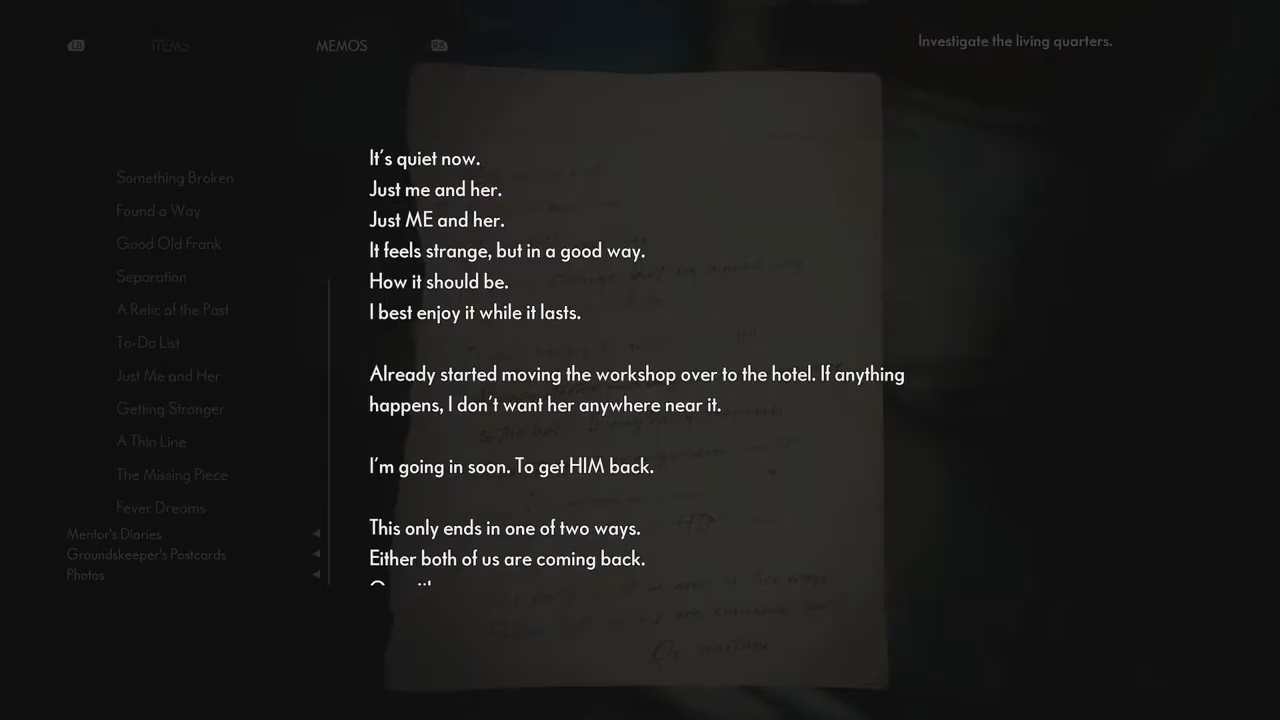 LB ITEMS MEMOS RB Investigate the living quarters.
Something Broken
Found a Way
Good Old Frank
Separation
A Relic of the Past
To-Do List
Just Me and Her
Getting Stronger
A Thin Line
The Missing Piece
Fever Dreams
Mentor's Diaries
Groundskeeper's Postcards
Photos
It's quiet now.
Just me and her.
Just ME and her.
It feels strange, but in a good way.
How it should be.
I best enjoy it while it lasts.
Already started moving the workshop over to the hotel. If anything
happens, I don't want her anywhere near it.
I'm going in soon. To get HIM back.
This only ends in one of two ways.
Either both of us are coming back.